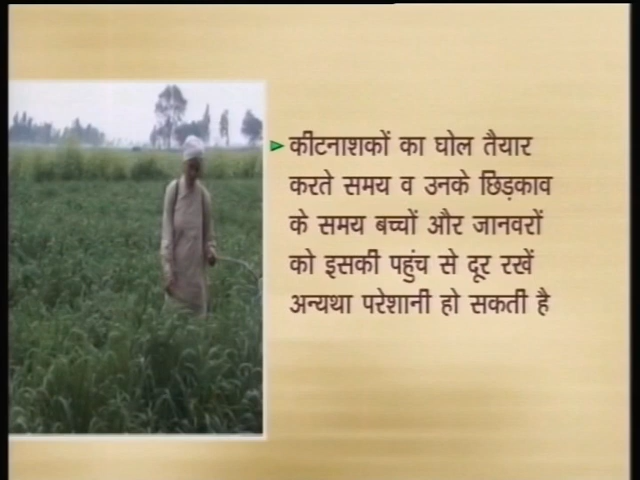 कीटनाशकों का घोल तैयार
करते समय व उनके छिड़काव
के समय बच्चों और जानवरों
को इसकी पहुंच से दूर रखें
अन्यथा परेशानी हो सकती है